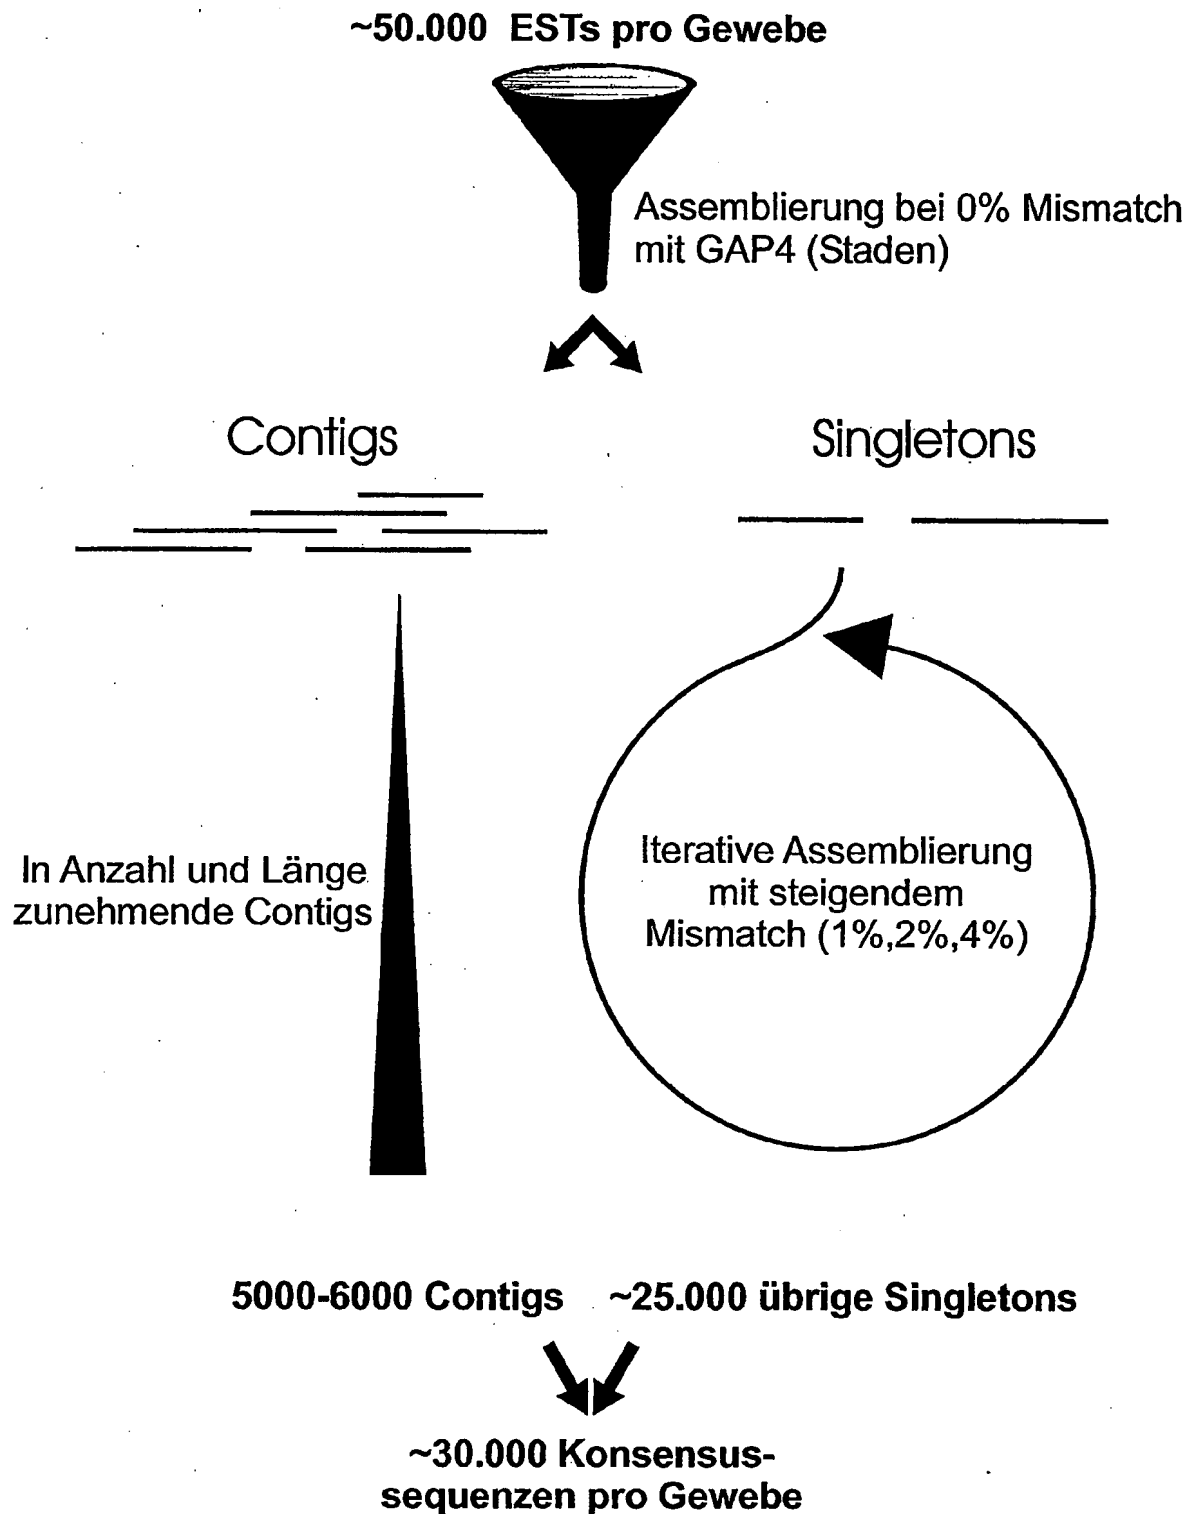 ~50.000 ESTs pro Gewebe
Assemblierung bei 0% Mismatch
mit GAP4 (Staden)
Contigs
Singletons
In Anzahl und Länge
zunehmende Contigs
Iterative Assemblierung
mit steigendem
Mismatch (1%,2%,4%)
5000-6000 Contigs
~25.000 übrige Singletons
~30.000 Konsensus-
sequenzen pro Gewebe